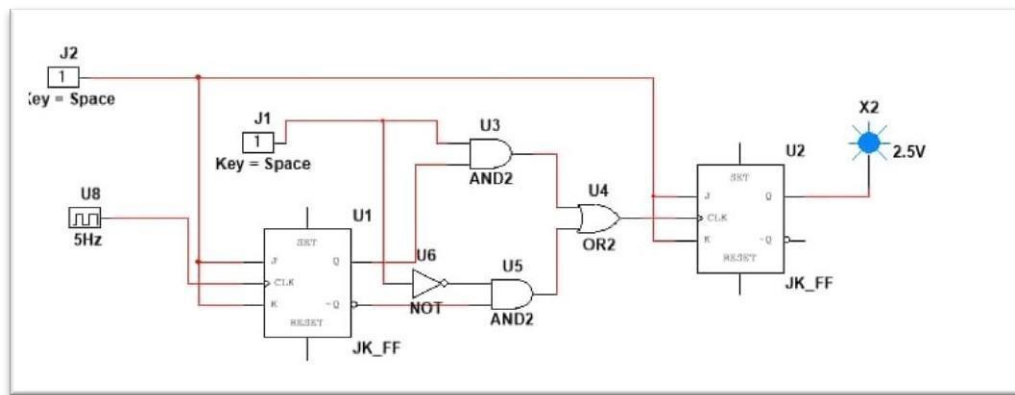 J2
1
Key = Space
J1
1
Key = Space
U3
AND2
X2
2.5V
U8
5Hz
U1
SET
J
Q
CLK
K
~Q
RESET
JK_FF
U6
NOT
U5
AND2
U4
OR2
U2
SET
J
Q
CLK
K
~Q
RESET
JK_FF